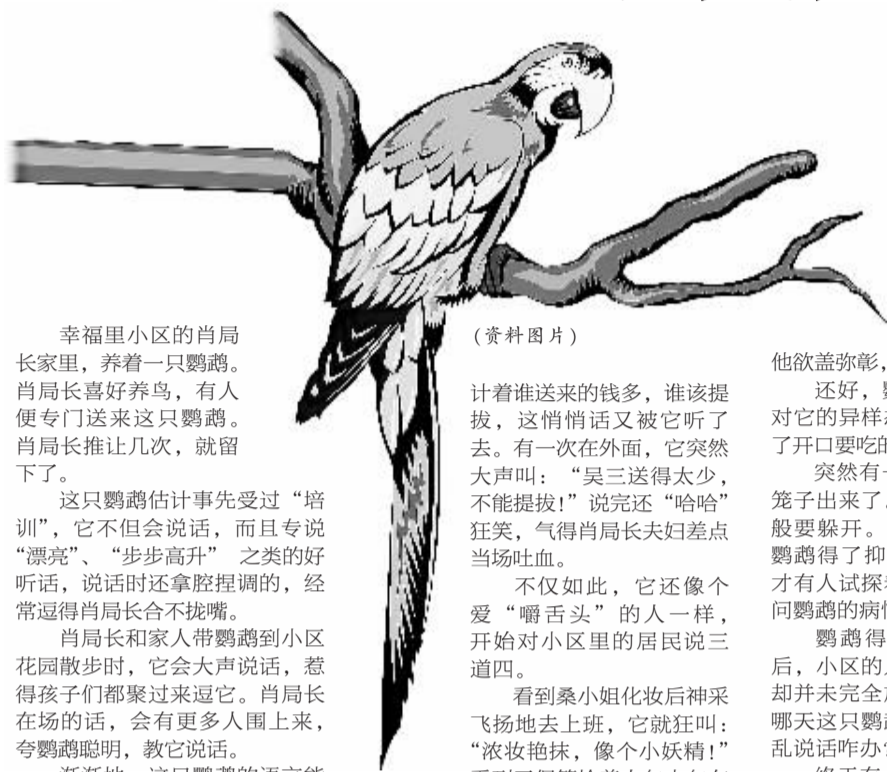 幸福里小区的肖局
长家里，养着一只鹦鹉。
肖局长喜好养鸟，有人
便专门送来这只鹦鹉。
肖局长推让几次，就留
下了。
这只鹦鹉估计事先受过“培
训”，它不但会说话，而且专说
“漂亮”、“步步高升” 之类的好
听话，说话时还拿腔捏调的，经
常逗得肖局长合不拢嘴。
肖局长和家人带鹦鹉到小区
花园散步时，它会大声说话，惹
得孩子们都聚过来逗它。肖局长
在场的话，会有更多人围上来，
夸鹦鹉聪明，教它说话。
(资料图片)
计着谁送来的钱多，谁该提
拔，这悄悄话又被它听了
去。有一次在外面，它突然
大声叫：“吴三送得太少，
不能提拔！”说完还“哈哈”
狂笑，气得肖局长夫妇差点
当场吐血。
不仅如此，它还像个
爱“嚼舌头”的人一样，
开始对小区里的居民说三
道四。
看到桑小姐化妆后神采
飞扬地去上班，它就狂叫：
“浓妆艳抹，像个小妖精！”
他欲盖弥彰，
还好，
对它的异样
了开口要吃的
突然有
笼子出来了
般要躲开。
鹦鹉得了抑
才有人试探
问鹦鹉的病
鹦鹉得
后，小区的
却并未完全
哪天这只鹦
乱说话咋办